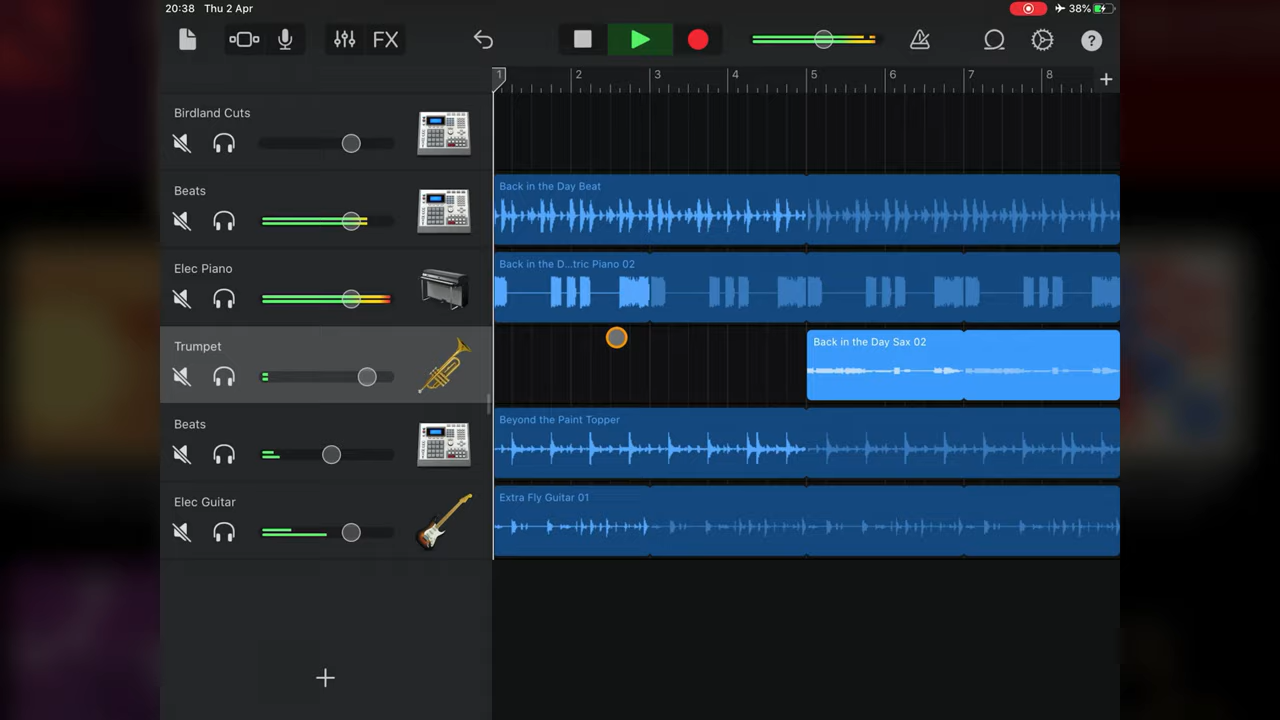 20:38 Thu 2 Apr 38%
FX ?
1 2 3 4 5 6 7 8 +
Birdland Cuts
Beats
Back in the Day Beat
Elec Piano
Back in the D...tric Piano 02
Trumpet
Back in the Day Sax 02
Beats
Beyond the Paint Topper
Elec Guitar
Extra Fly Guitar 01
+